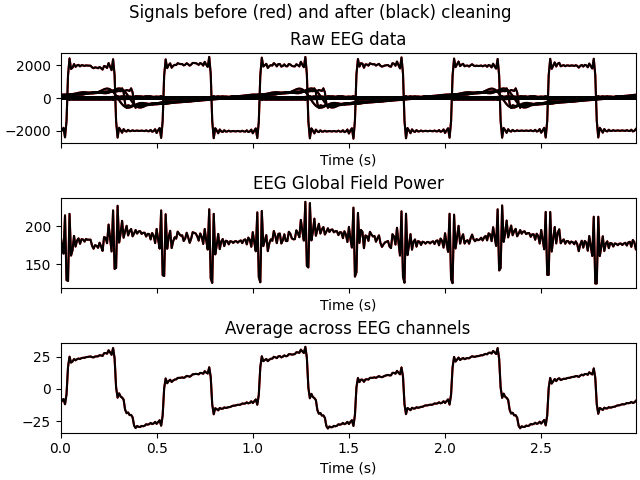 Signals before (red) and after (black) cleaning
Raw EEG data
2000
0
−2000
Time (s)
EEG Global Field Power
200
150
Time (s)
Average across EEG channels
25
0
−25
0.0 0.5 1.0 1.5 2.0 2.5
Time (s)